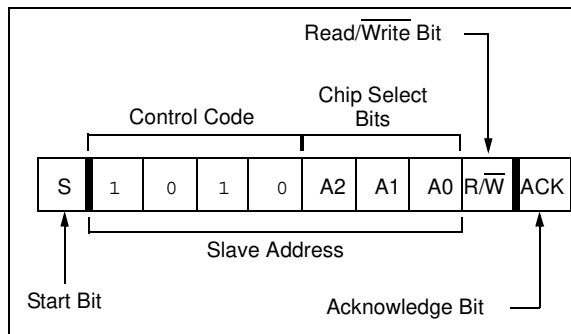 Read/Write Bit
Chip Select
Bits
Control Code
S 1 0 1 0 A2 A1 A0 R/W ACK
Slave Address
Start Bit
Acknowledge Bit